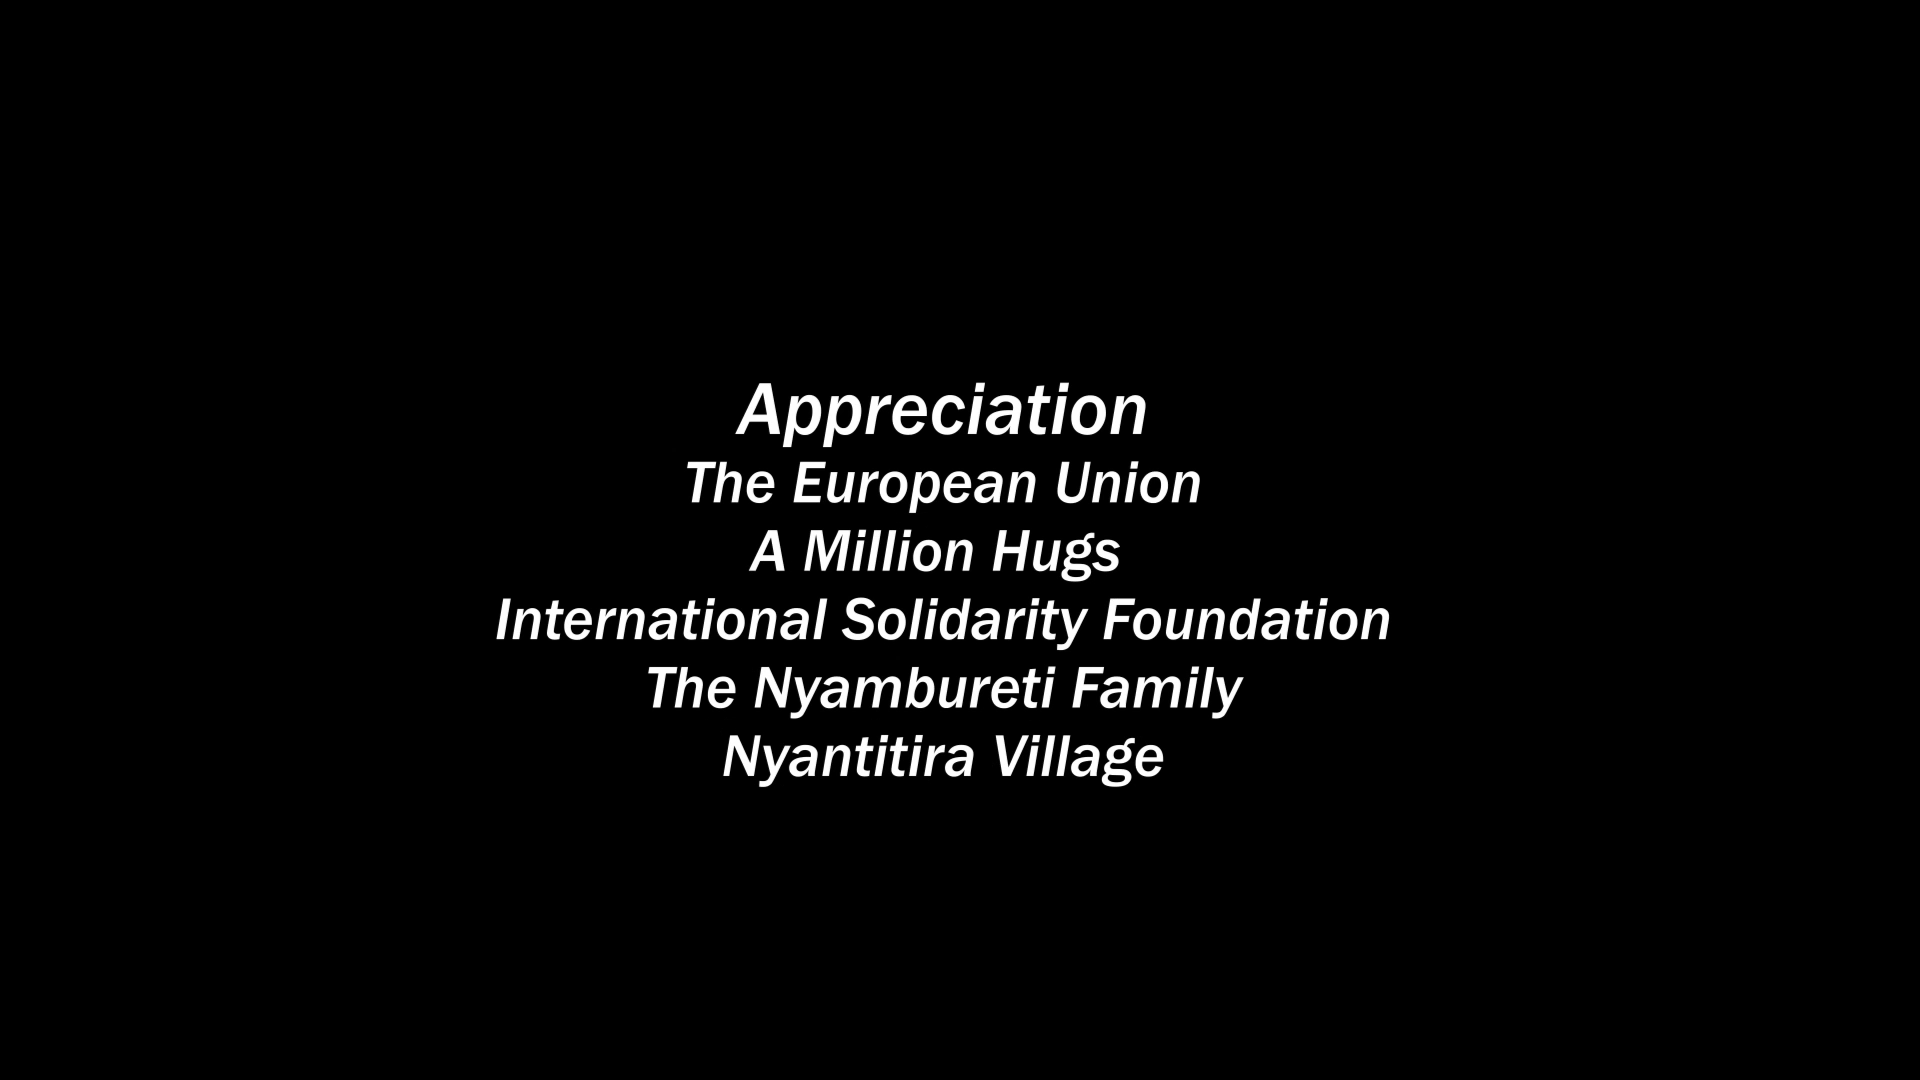 Appreciation
The European Union
A Million Hugs
International Solidarity Foundation
The Nyambureti Family
Nyantitira Village